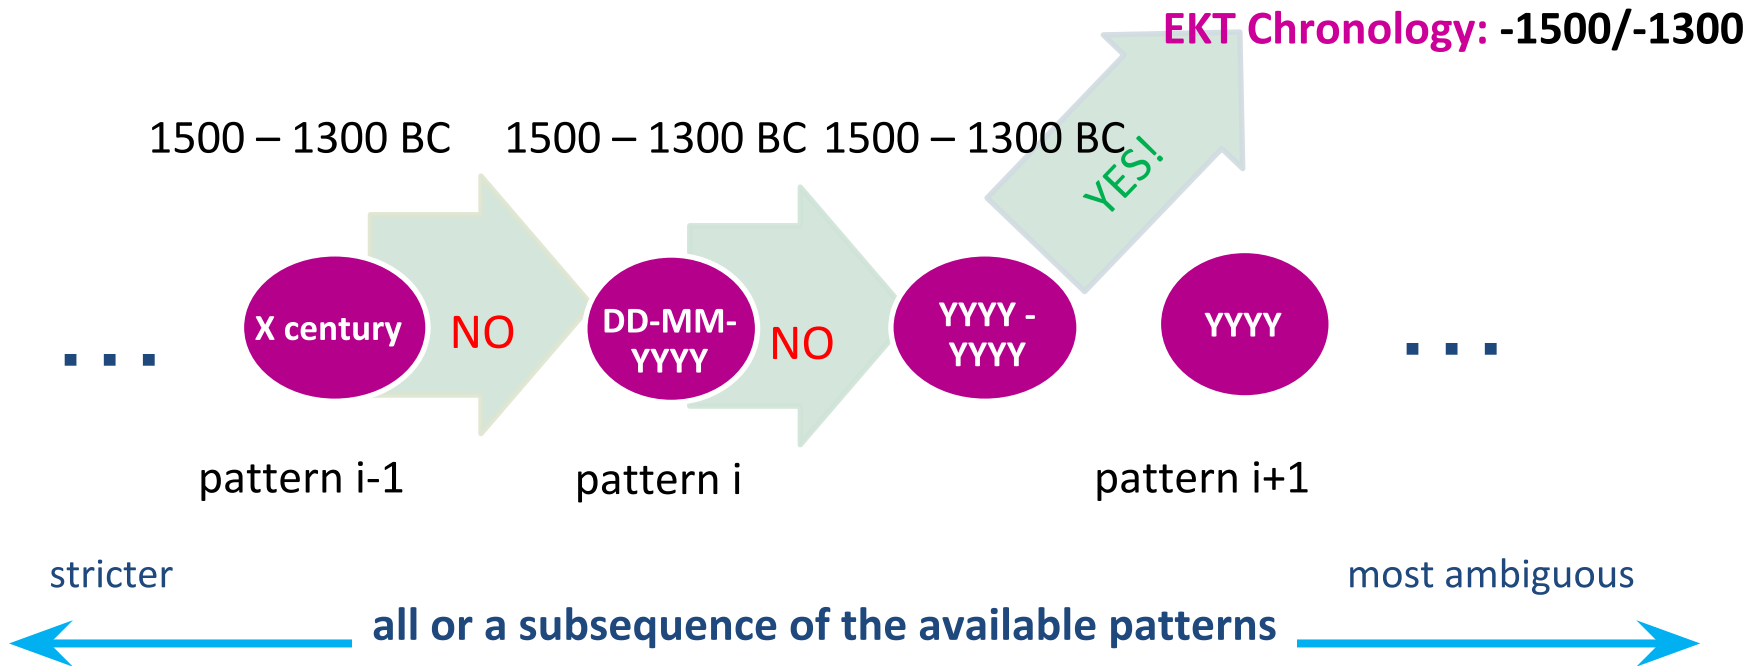 EKT Chronology: -1500/-1300
1500 – 1300 BC
1500 – 1300 BC
1500 – 1300 BC
YES!
X century
NO
DD-MM-
YYYY
NO
YYYY -
YYYY
YYYY
...
...
pattern i-1
pattern i
pattern i+1
stricter
most ambiguous
all or a subsequence of the available patterns